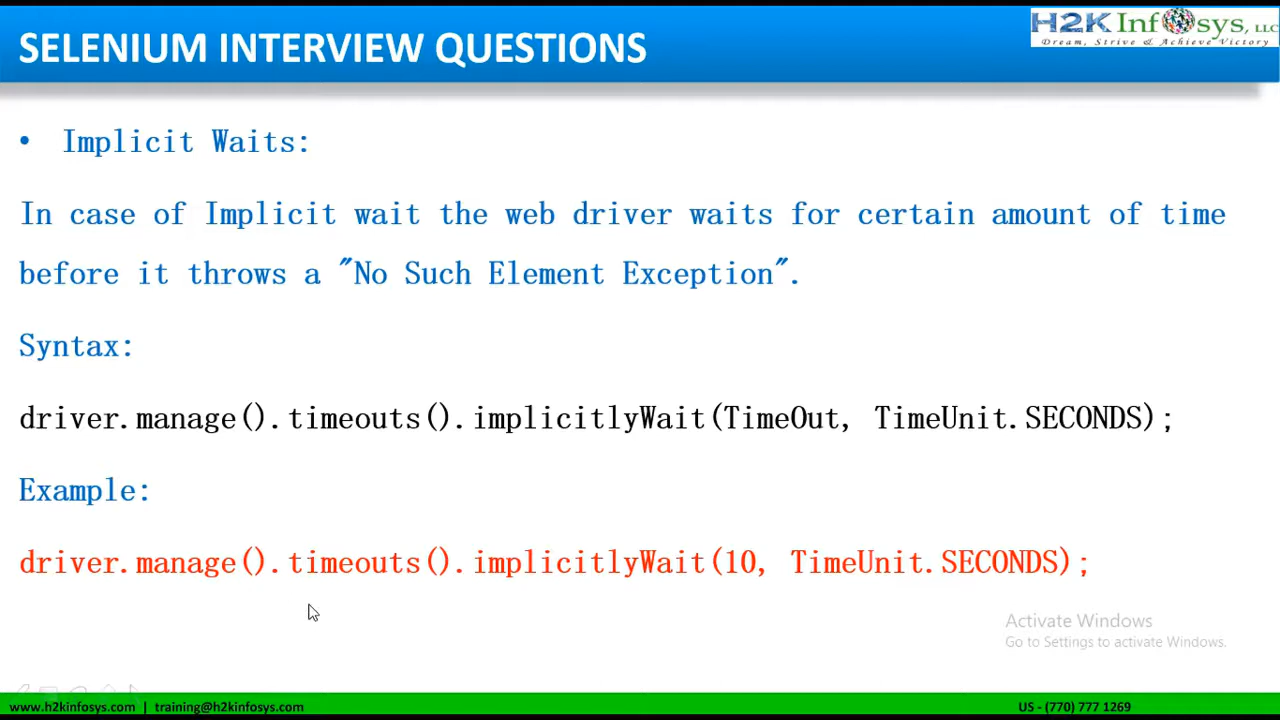 SELENIUM INTERVIEW QUESTIONS
H2K Infosys, LLC
Dream, Strive & Achieve Victory
• Implicit Waits:
In case of Implicit wait the web driver waits for certain amount of time
before it throws a "No Such Element Exception".
Syntax:
driver.manage().timeouts().implicitlyWait(TimeOut, TimeUnit.SECONDS);
Example:
driver.manage().timeouts().implicitlyWait(10, TimeUnit.SECONDS);
Activate Windows
Go to Settings to activate Windows.
www.h2kinfosys.com | training@h2kinfosys.com
US - (770) 777 1269